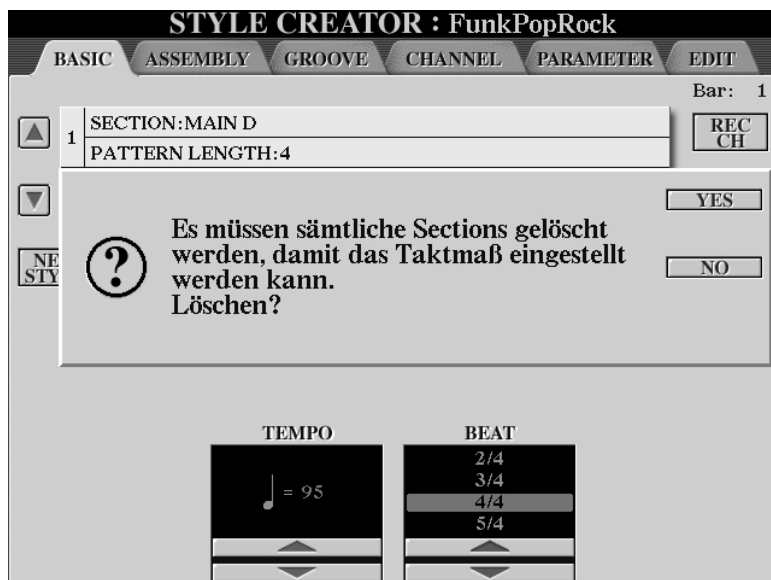 STYLE CREATOR : FunkPopRock
BASIC ASSEMBLY GROOVE CHANNEL PARAMETER EDIT
Bar: 1
1 SECTION:MAIN D
PATTERN LENGTH:4
REC
CH
NE
STY
Es müssen sämtliche Sections gelöscht
werden, damit das Taktmaß eingestellt
werden kann.
Löschen?
?
YES
NO
TEMPO
= 95
BEAT
2/4
3/4
4/4
5/4